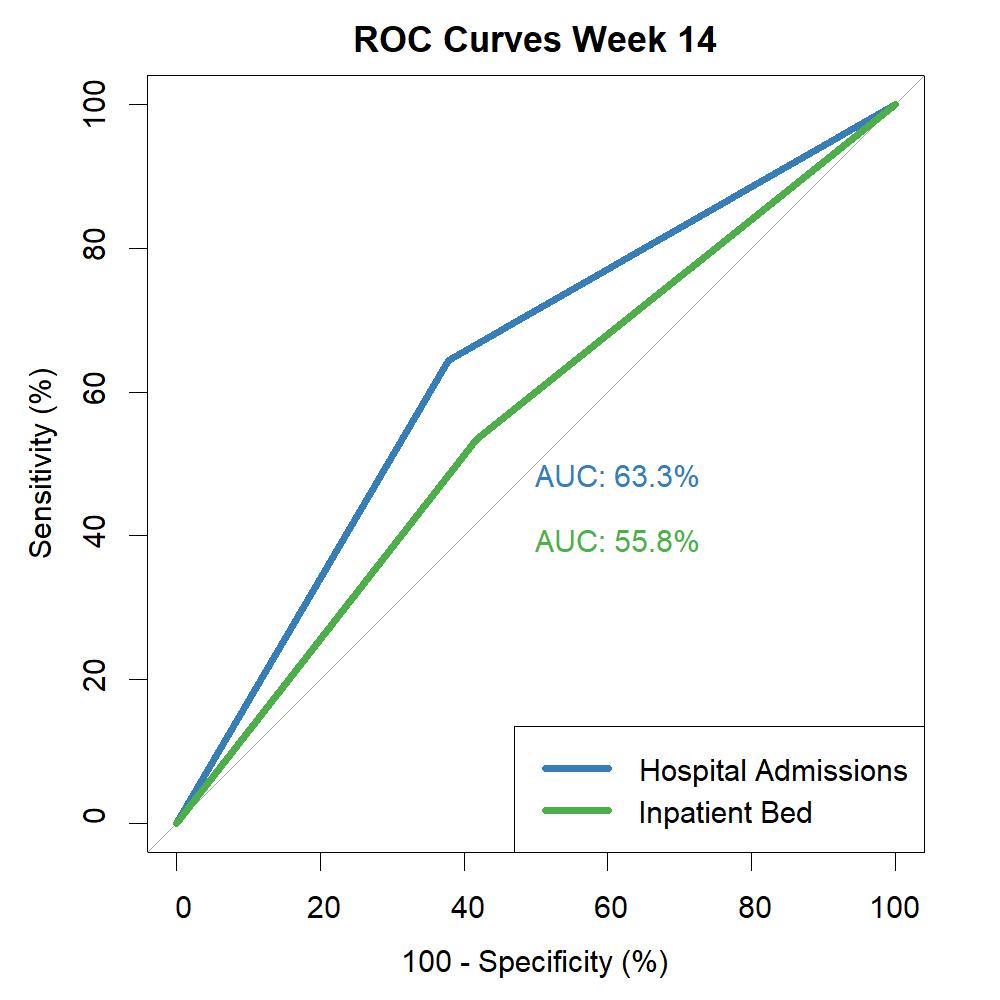 ROC Curves Week 14
Sensitivity (%)
100
80
60
40
20
0
AUC: 63.3%
AUC: 55.8%
Hospital Admissions
Inpatient Bed
0 20 40 60 80 100
100 - Specificity (%)